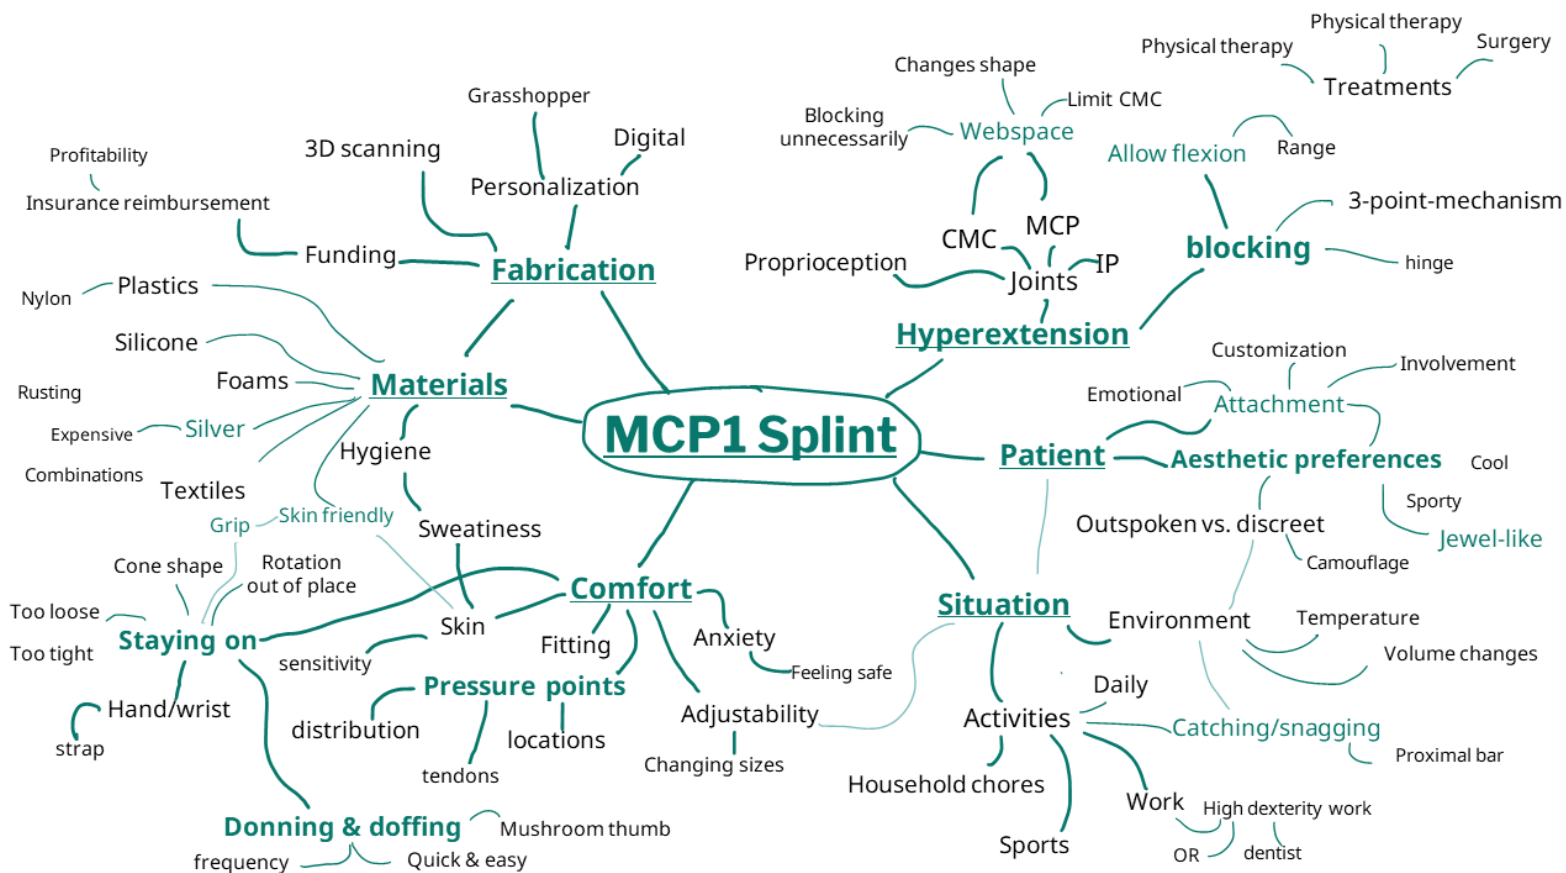 Physical therapy
Physical therapy
Surgery
Treatments
Changes shape
Limit CMC
Blocking
unnecessarily
Webspace
Allow flexion
Range
3-point-mechanism
blocking
hinge
CMC
MCP
IP
Proprioception
Joints
Hyperextension
Grasshopper
3D scanning
Digital
Personalization
Profitability
Insurance reimbursement
Funding
Fabrication
Nylon
Plastics
Silicone
Foams
Materials
Rusting
Expensive
Silver
Combinations
Textiles
Hygiene
Grip
Skin friendly
Sweatiness
MCP1 Splint
Customization
Involvement
Emotional
Attachment
Patient
Aesthetic preferences
Cool
Sporty
Jewel-like
Outspoken vs. discreet
Camouflage
Cone shape
Rotation
out of place
Too loose
Too tight
Staying on
Hand/wrist
strap
Comfort
Skin
sensitivity
Fitting
Anxiety
Feeling safe
Pressure points
distribution
locations
tendons
Adjustability
Changing sizes
Donning & doffing
Mushroom thumb
frequency
Quick & easy
Situation
Environment
Temperature
Volume changes
Daily
Activities
Catching/snagging
Proximal bar
Household chores
Work
High dexterity work
OR
dentist
Sports